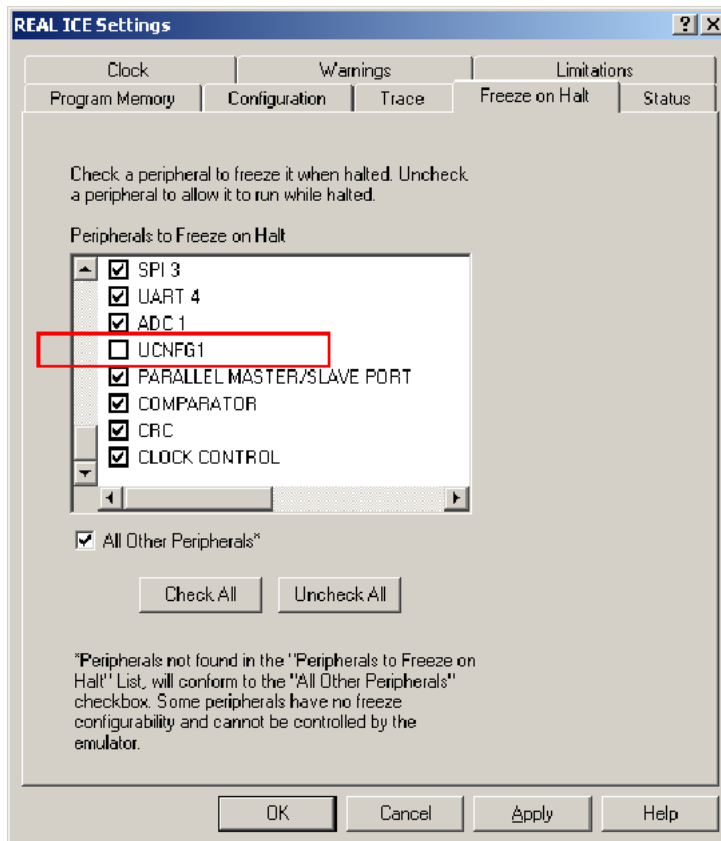 REAL ICE Settings
Clock
Warnings
Limitations
Program Memory
Configuration
Trace
Freeze on Halt
Status
Check a peripheral to freeze it when halted. Uncheck
a peripheral to allow it to run while halted.
Peripherals to Freeze on Halt
SPI 3
UART 4
ADC 1
UCNFG1
PARALLEL MASTER/SLAVE PORT
COMPARATOR
CRC
CLOCK CONTROL
All Other Peripherals*
Check All
Uncheck All
*Peripherals not found in the "Peripherals to Freeze on
Halt" List, will conform to the "All Other Peripherals"
checkbox. Some peripherals have no freeze
configurability and cannot be controlled by the
emulator.
OK
Cancel
Apply
Help